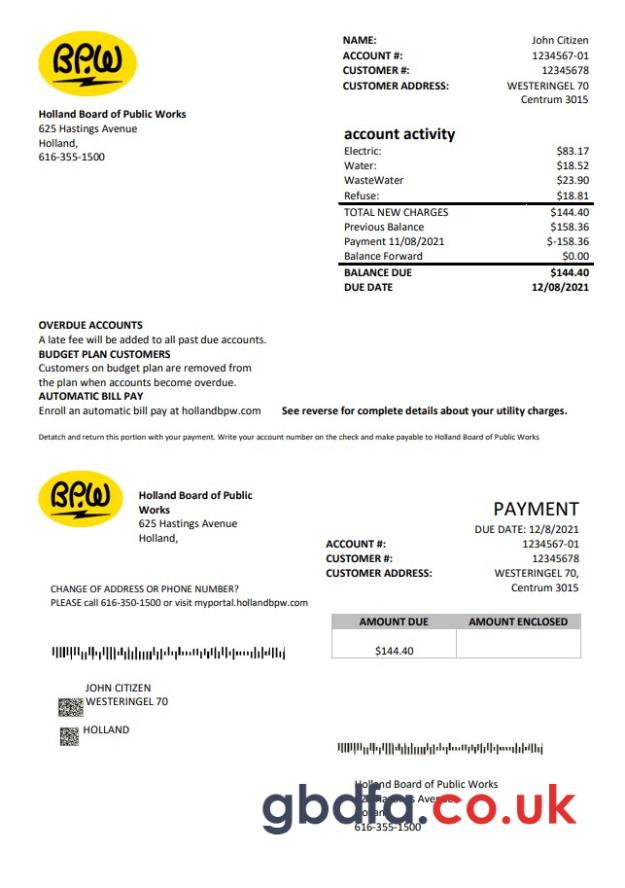 BPW
Holland Board of Public Works
625 Hastings Avenue
Holland,
616-355-1500
NAME: John Citizen
ACCOUNT #: 1234567-01
CUSTOMER #: 12345678
CUSTOMER ADDRESS: WESTERINGEL 70
Centrum 3015
account activity
Electric: $83.17
Water: $18.52
WasteWater $23.90
Refuse: $18.81
TOTAL NEW CHARGES $144.40
Previous Balance $158.36
Payment 11/08/2021 $-158.36
Balance Forward $0.00
BALANCE DUE $144.40
DUE DATE 12/08/2021
OVERDUE ACCOUNTS
A late fee will be added to all past due accounts.
BUDGET PLAN CUSTOMERS
Customers on budget plan are removed from
the plan when accounts become overdue.
AUTOMATIC BILL PAY
Enroll an automatic bill pay at hollandbpw.com See reverse for complete details about your utility charges.
Detatch and return this portion with your payment. Write your account number on the check and make payable to Holland Board of Public Works
BPW
Holland Board of Public
Works
625 Hastings Avenue
Holland,
PAYMENT
DUE DATE: 12/8/2021
ACCOUNT #: 1234567-01
CUSTOMER #: 12345678
CUSTOMER ADDRESS: WESTERINGEL 70,
Centrum 3015
CHANGE OF ADDRESS OR PHONE NUMBER?
PLEASE call 616-350-1500 or visit myportal.hollandbpw.com
AMOUNT DUE AMOUNT ENCLOSED
$144.40
JOHN CITIZEN
WESTERINGEL 70
HOLLAND
Holland Board of Public Works
gbdfa.co.uk
616-355-1500